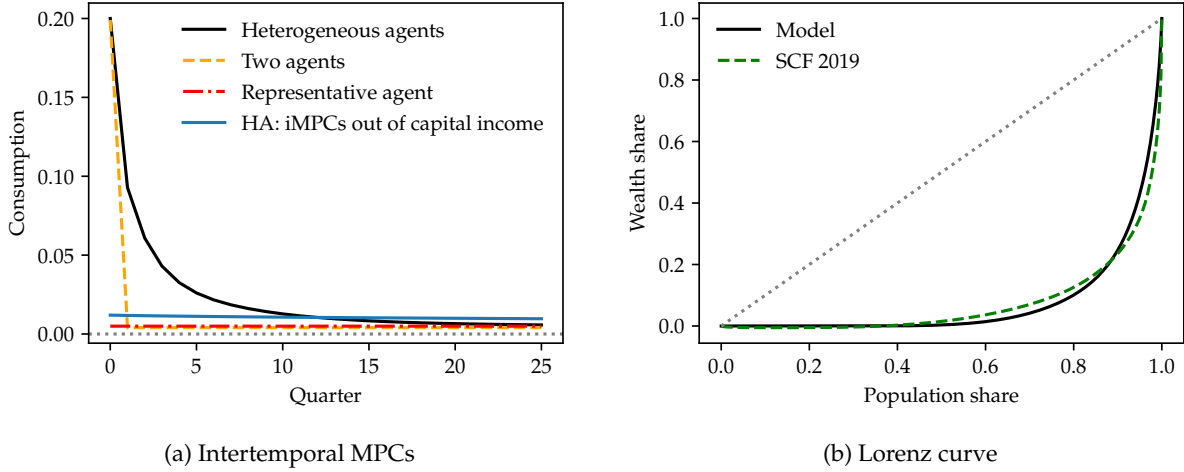 0.20
0.15
0.10
0.05
0.00
Consumption
Heterogeneous agents
Two agents
Representative agent
HA: iMPCs out of capital income
0
5
10
15
20
25
Quarter
(a) Intertemporal MPCs
1.0
0.8
0.6
0.4
0.2
0.0
Wealth share
Model
SCF 2019
0.0
0.2
0.4
0.6
0.8
1.0
Population share
(b) Lorenz curve